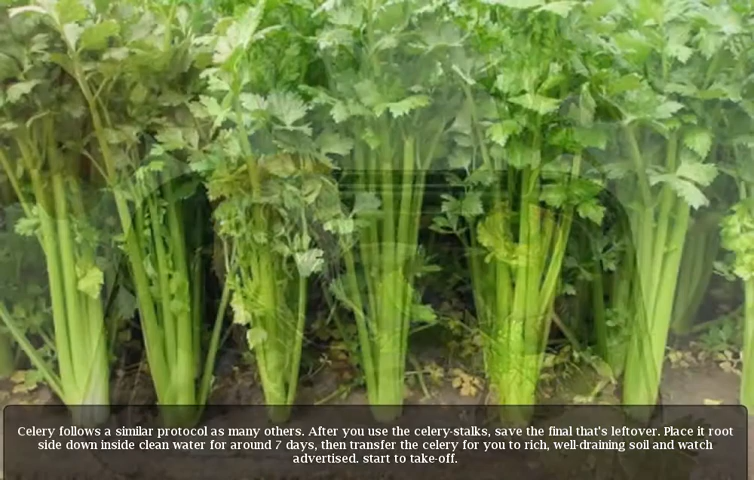 Celery follows a similar protocol as many others. After you use the celery-stalks, save the final that's leftover. Place it root
side down inside clean water for around 7 days, then transfer the celery for you to rich, well-draining soil and watch
advertised. start to take-off.